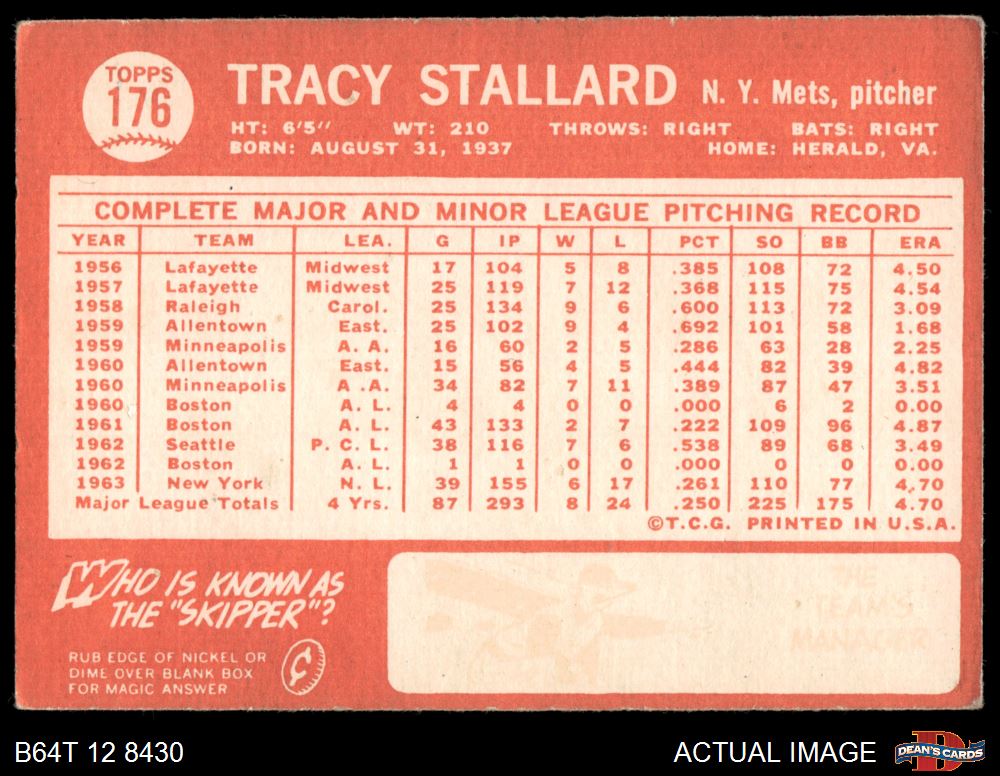 TOPPS
176
TRACY STALLARD N. Y. Mets, pitcher
HT: 6'5" WT: 210 THROWS: RIGHT BATS: RIGHT
BORN: AUGUST 31, 1937 HOME: HERALD, VA.
COMPLETE MAJOR AND MINOR LEAGUE PITCHING RECORD
YEAR TEAM LEA. G IP W L PCT SO BB ERA
1956 Lafayette Midwest 17 104 5 8 .385 108 72 4.50
1957 Lafayette Midwest 25 119 7 12 .368 115 75 4.54
1958 Raleigh Carol. 25 134 9 6 .600 113 72 3.09
1959 Allentown East. 25 102 9 4 .692 101 58 1.68
1959 Minneapolis A. A. 16 60 2 5 .286 63 28 2.25
1960 Allentown East. 15 56 4 5 .444 82 39 4.82
1960 Minneapolis A .A. 34 82 7 11 .389 87 47 3.51
1960 Boston A. L. 4 4 0 0 .000 6 2 0.00
1961 Boston A. L. 43 133 2 7 .222 109 96 4.87
1962 Seattle P. C. L. 38 116 7 6 .538 89 68 3.49
1962 Boston A. L. 1 1 0 0 .000 0 0 0.00
1963 New York N. L. 39 155 6 17 .261 110 77 4.70
Major League Totals 4 Yrs. 87 293 8 24 .250 225 175 4.70
©T.C.G. PRINTED IN U.S.A.
WHO IS KNOWN AS
THE "SKIPPER"?
RUB EDGE OF NICKEL OR
DIME OVER BLANK BOX
FOR MAGIC ANSWER
¢
THE
TEAM'S
MANAGER
B64T 12 8430 ACTUAL IMAGE DEAN'S CARDS